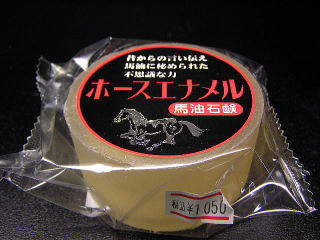 昔からの言い伝え
馬油に秘められた
不思議な力
ホースエナメル
馬油石鹸
税込 ¥1,050